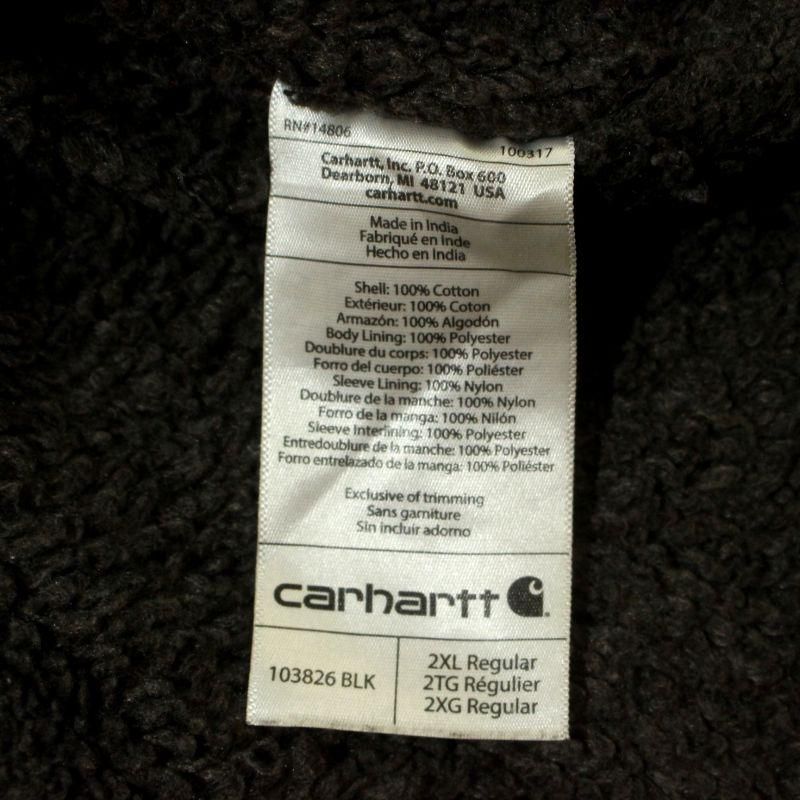 RN#14806
100317
Carhartt, Inc. P.O. Box 600
Dearborn, MI 48121 USA
carhartt.com
Made in India
Fabriqué en Inde
Hecho en India
Shell: 100% Cotton
Extérieur: 100% Coton
Armazón: 100% Algodón
Body Lining: 100% Polyester
Doublure du corps: 100% Polyester
Forro del cuerpo: 100% Poliéster
Sleeve Lining: 100% Nylon
Doublure de la manche: 100% Nylon
Forro de la manga: 100% Nilón
Sleeve Interlining: 100% Polyester
Entredoublure de la manche: 100% Polyester
Forro entrelazado de la manga: 100% Poliéster
Exclusive of trimming
Sans garniture
Sin incluir adorno
carhartt
103826 BLK
2XL Regular
2TG Régulier
2XG Regular